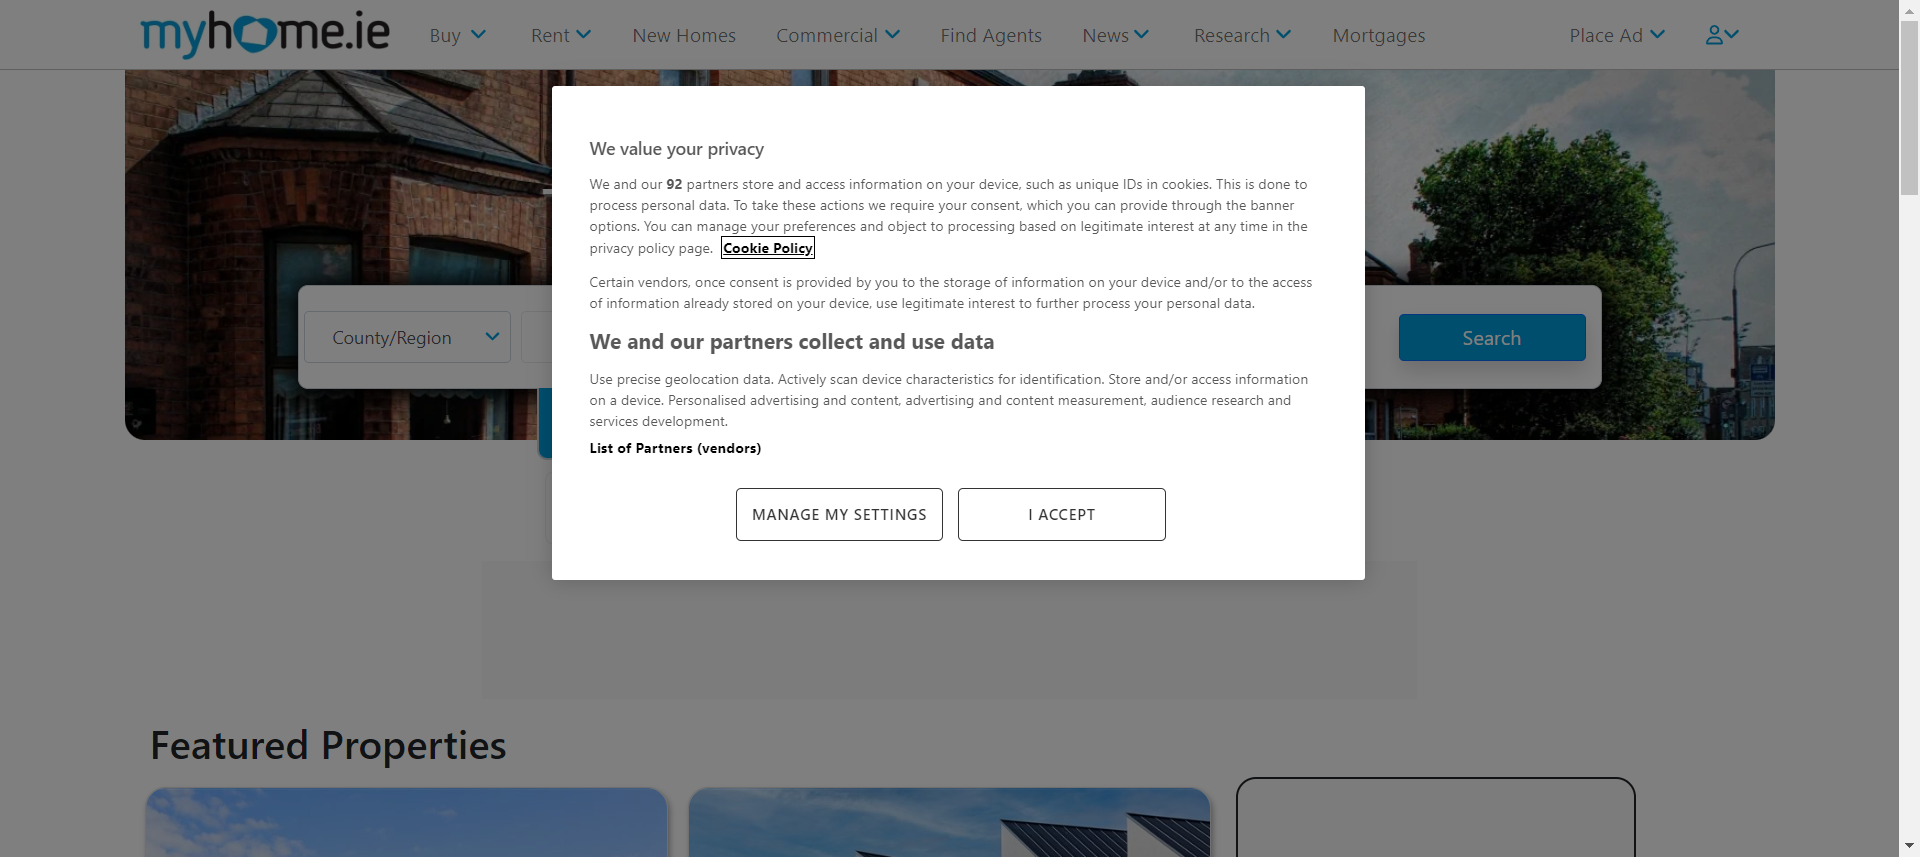 myhome.ie
Buy
Rent
New Homes
Commercial
Find Agents
News
Research
Mortgages
Place Ad
We value your privacy
We and our 92 partners store and access information on your device, such as unique IDs in cookies. This is done to
process personal data. To take these actions we require your consent, which you can provide through the banner
options. You can manage your preferences and object to processing based on legitimate interest at any time in the
privacy policy page. Cookie Policy
Certain vendors, once consent is provided by you to the storage of information on your device and/or to the access
of information already stored on your device, use legitimate interest to further process your personal data.
County/Region
Search
We and our partners collect and use data
Use precise geolocation data. Actively scan device characteristics for identification. Store and/or access information
on a device. Personalised advertising and content, advertising and content measurement, audience research and
services development.
List of Partners (vendors)
MANAGE MY SETTINGS
I ACCEPT
Featured Properties